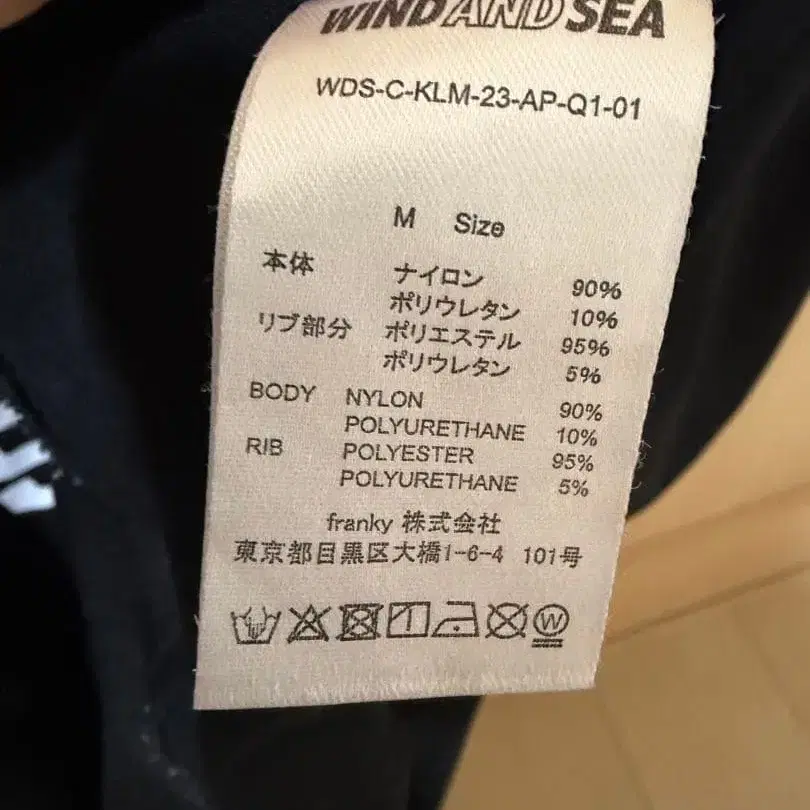 WIND AND SEA
WDS-C-KLM-23-AP-Q1-01
M Size
本体 ナイロン 90%
ポリウレタン 10%
リブ部分 ポリエステル 95%
ポリウレタン 5%
BODY NYLON 90%
POLYURETHANE 10%
RIB POLYESTER 95%
POLYURETHANE 5%
franky 株式会社
東京都目黒区大橋1-6-4 101号
W